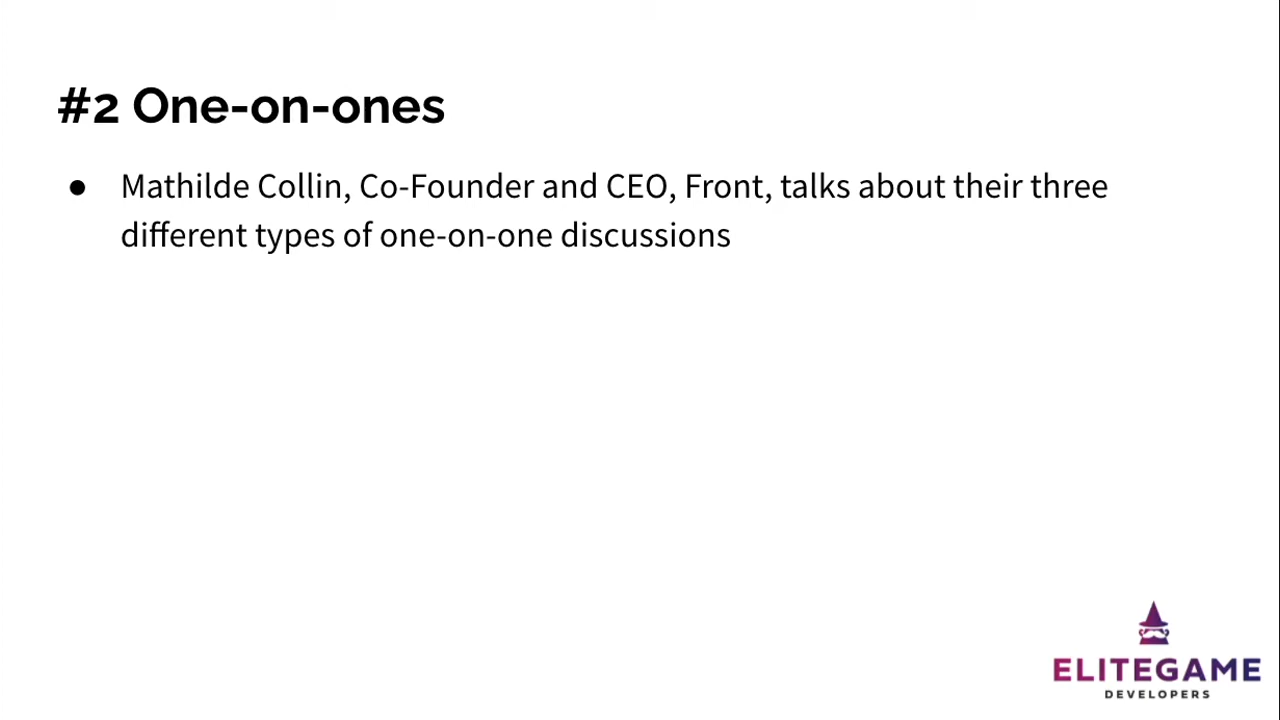 #2 One-on-ones
● Mathilde Collin, Co-Founder and CEO, Front, talks about their three
different types of one-on-one discussions
ELITEGAME
DEVELOPERS